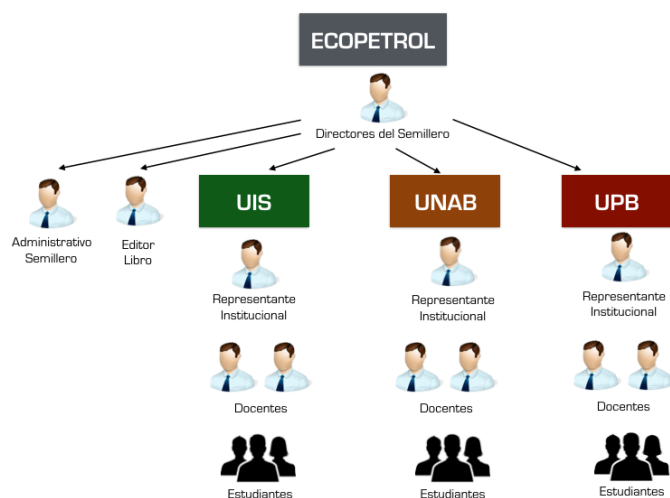 ECOPETROL
Directores del Semillero
Administrativo
Semillero
Editor
Libro
UIS
UNAB
UPB
Representante
Institucional
Representante
Institucional
Representante
Institucional
Docentes
Docentes
Docentes
Estudiantes
Estudiantes
Estudiantes